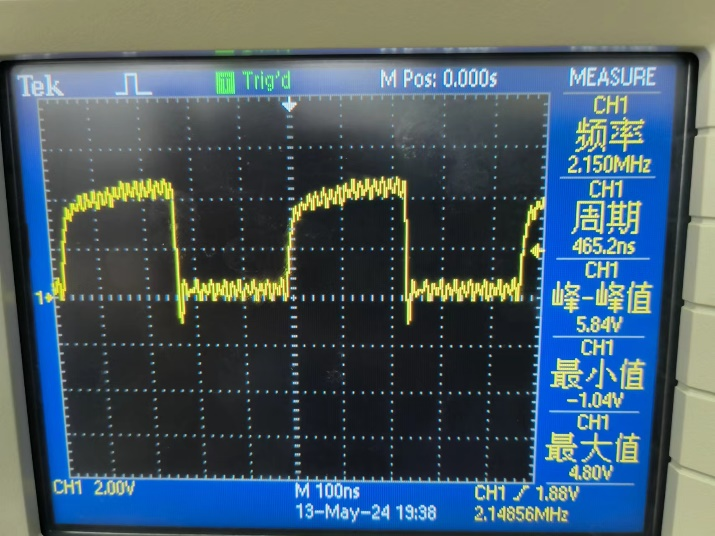 Tek
T Trig'd
M Pos: 0.000s
MEASURE
CH1
频率
2.150MHz
CH1
周期
465.2ns
CH1
峰-峰值
5.84V
CH1
最小值
-1.04V
CH1
最大值
4.80V
1
CH1 2.00V
M 100ns
CH1 / 1.88V
13-May-24 19:38
2.14856MHz